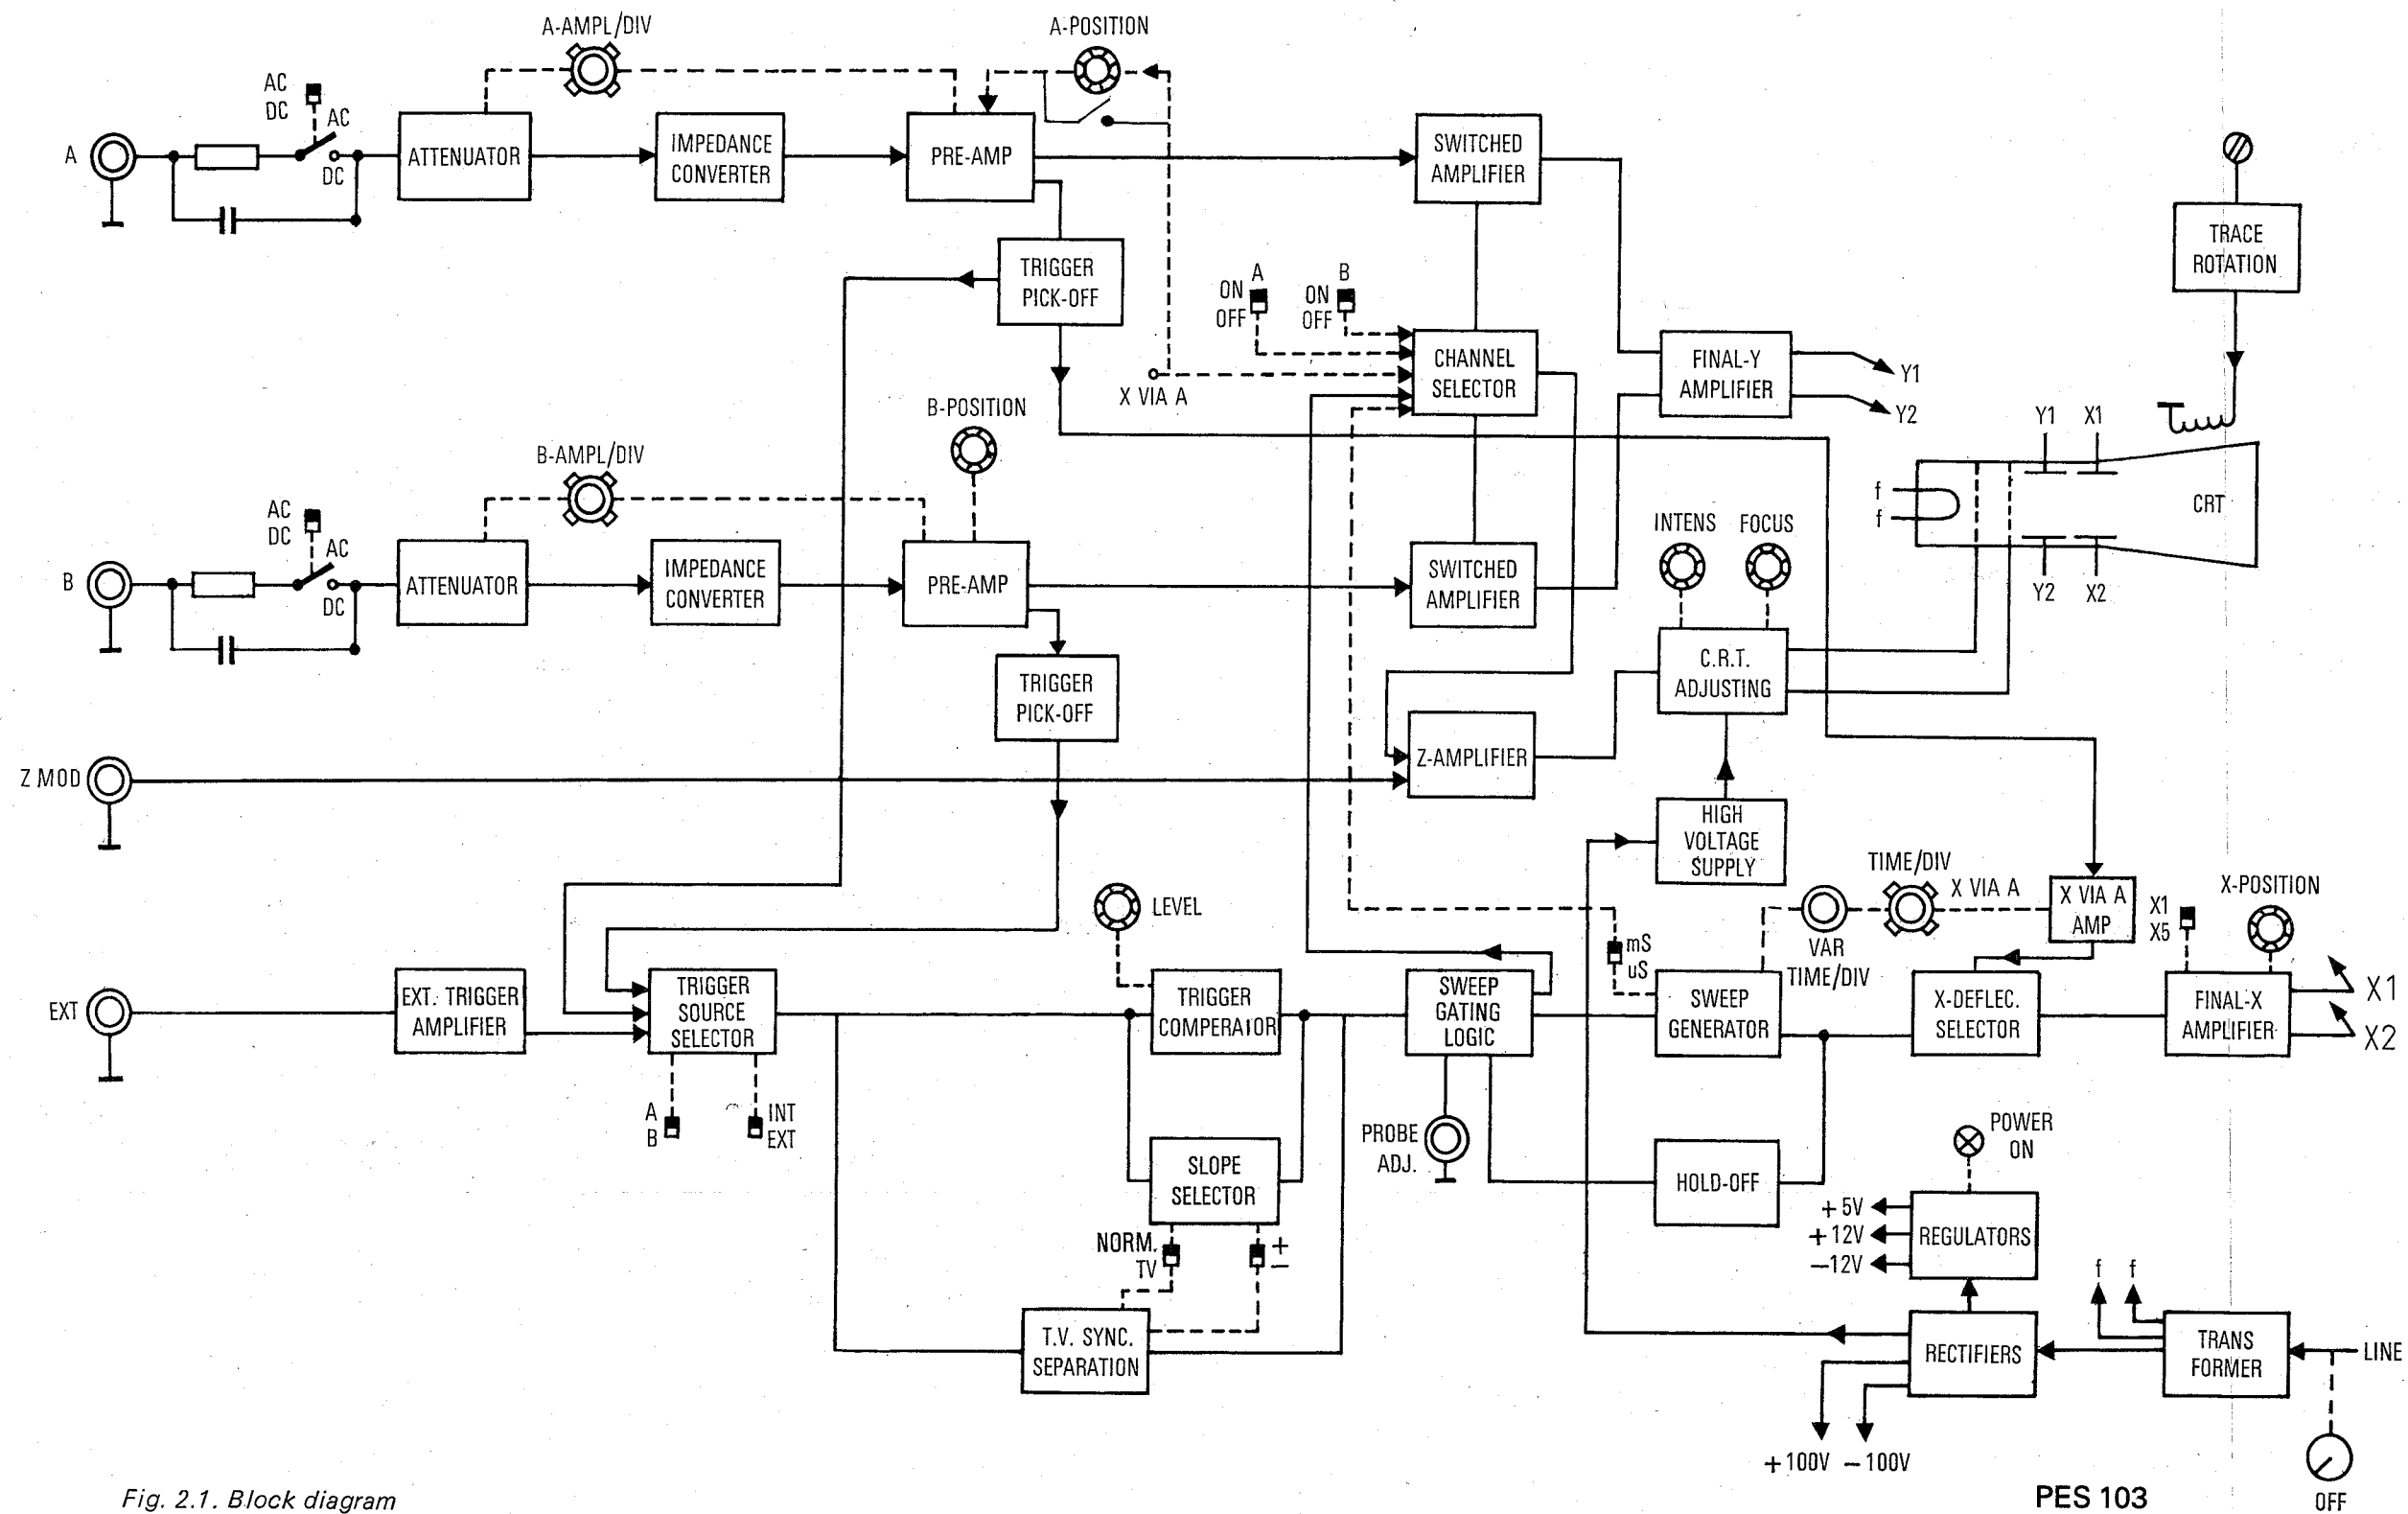 A-AMPL/DIV
A-POSITION
AC
DC
AC
DC
A
ATTENUATOR
IMPEDANCE
CONVERTER
PRE-AMP
SWITCHED
AMPLIFIER
TRACE
ROTATION
TRIGGER
PICK-OFF
A
ON
OFF
B
ON
OFF
X VIA A
CHANNEL
SELECTOR
FINAL-Y
AMPLIFIER
Y1
Y2
Y1
X1
CRT
f
f
Y2
X2
B-POSITION
B-AMPL/DIV
AC
DC
AC
DC
B
ATTENUATOR
IMPEDANCE
CONVERTER
PRE-AMP
SWITCHED
AMPLIFIER
INTENS
FOCUS
C.R.T.
ADJUSTING
TRIGGER
PICK-OFF
Z MOD
Z-AMPLIFIER
HIGH
VOLTAGE
SUPPLY
TIME/DIV
X VIA A
X VIA A
AMP
X1
X5
X-POSITION
LEVEL
VAR
TIME/DIV
mS
uS
EXT
EXT. TRIGGER
AMPLIFIER
TRIGGER
SOURCE
SELECTOR
TRIGGER
COMPERATOR
SWEEP
GATING
LOGIC
SWEEP
GENERATOR
X-DEFLEC.
SELECTOR
FINAL-X
AMPLIFIER
X1
X2
A
B
INT
EXT
PROBE
ADJ.
SLOPE
SELECTOR
HOLD-OFF
POWER
ON
NORM.
TV
+
−
+5V
+12V
−12V
REGULATORS
T.V. SYNC.
SEPARATION
f
f
RECTIFIERS
TRANS
FORMER
LINE
+100V
−100V
OFF
Fig. 2.1. Block diagram
PES 103